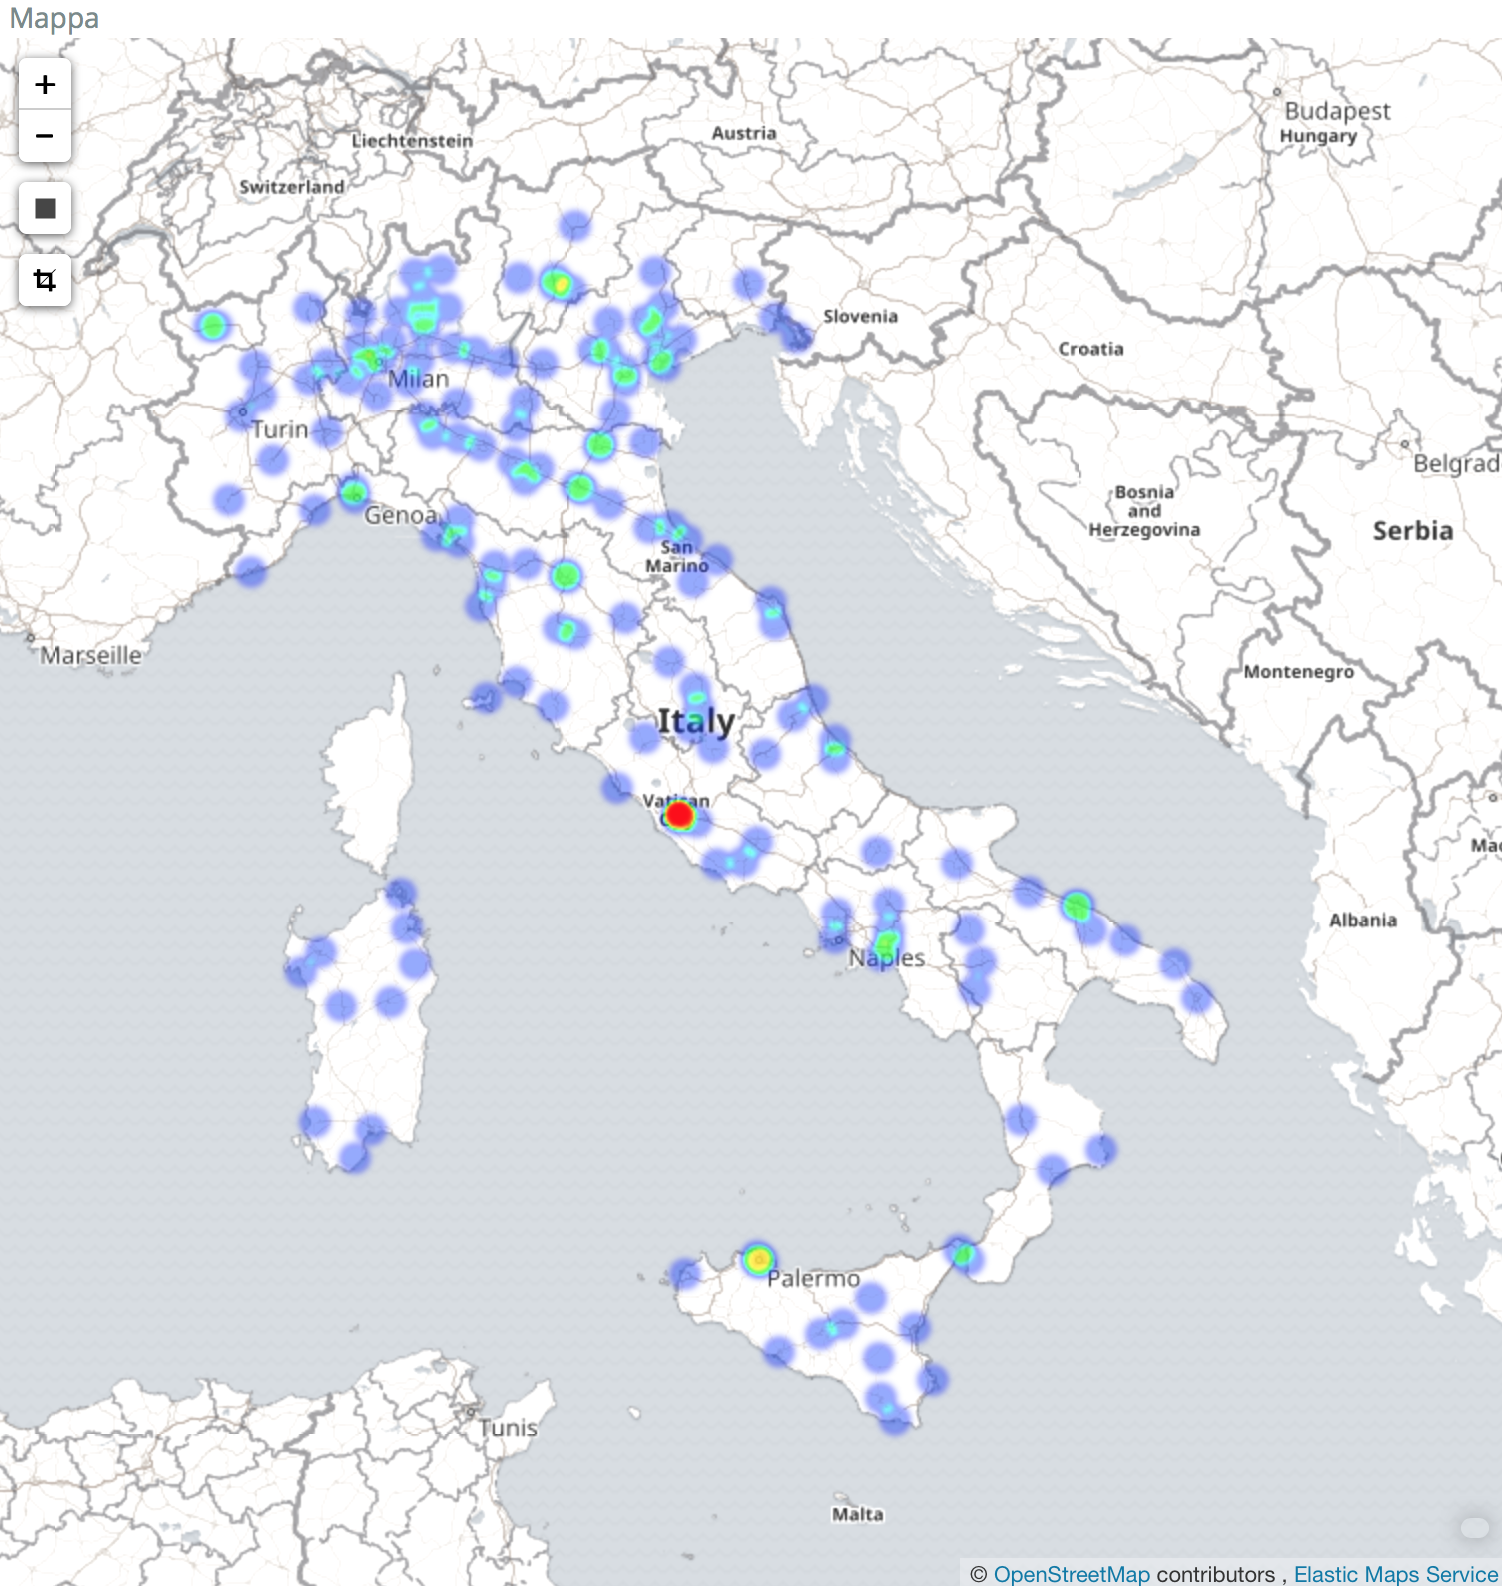 Mappa
+
−
Budapest
Hungary
Austria
Liechtenstein
Switzerland
Slovenia
Croatia
Milan
Turin
Belgrad
Bosnia
and
Herzegovina
Serbia
Genoa
San
Marino
Marseille
Montenegro
Italy
Vatican
Albania
Naples
Palermo
Tunis
Malta
© OpenStreetMap contributors , Elastic Maps Service